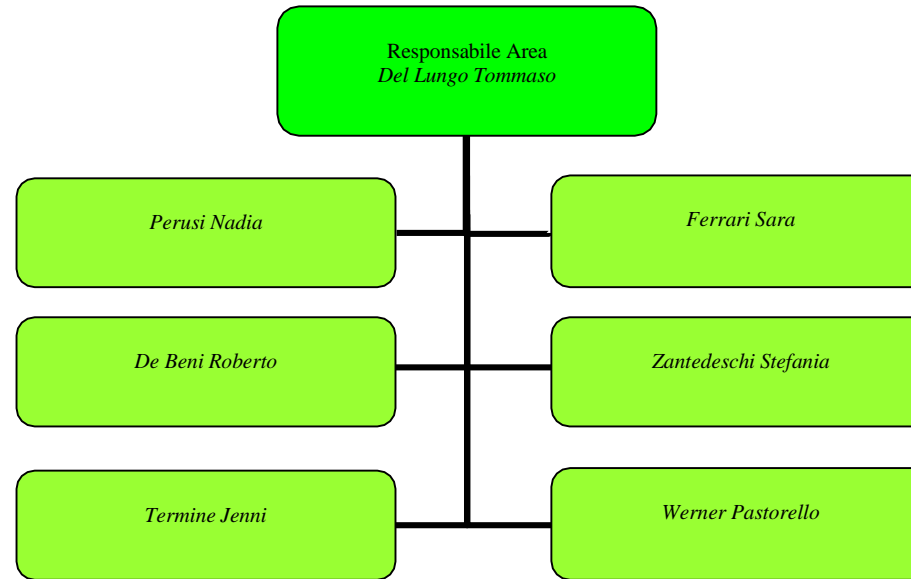 Responsabile Area
Del Lungo Tommaso
Perusi Nadia
Ferrari Sara
De Beni Roberto
Zantedeschi Stefania
Termine Jenni
Werner Pastorello